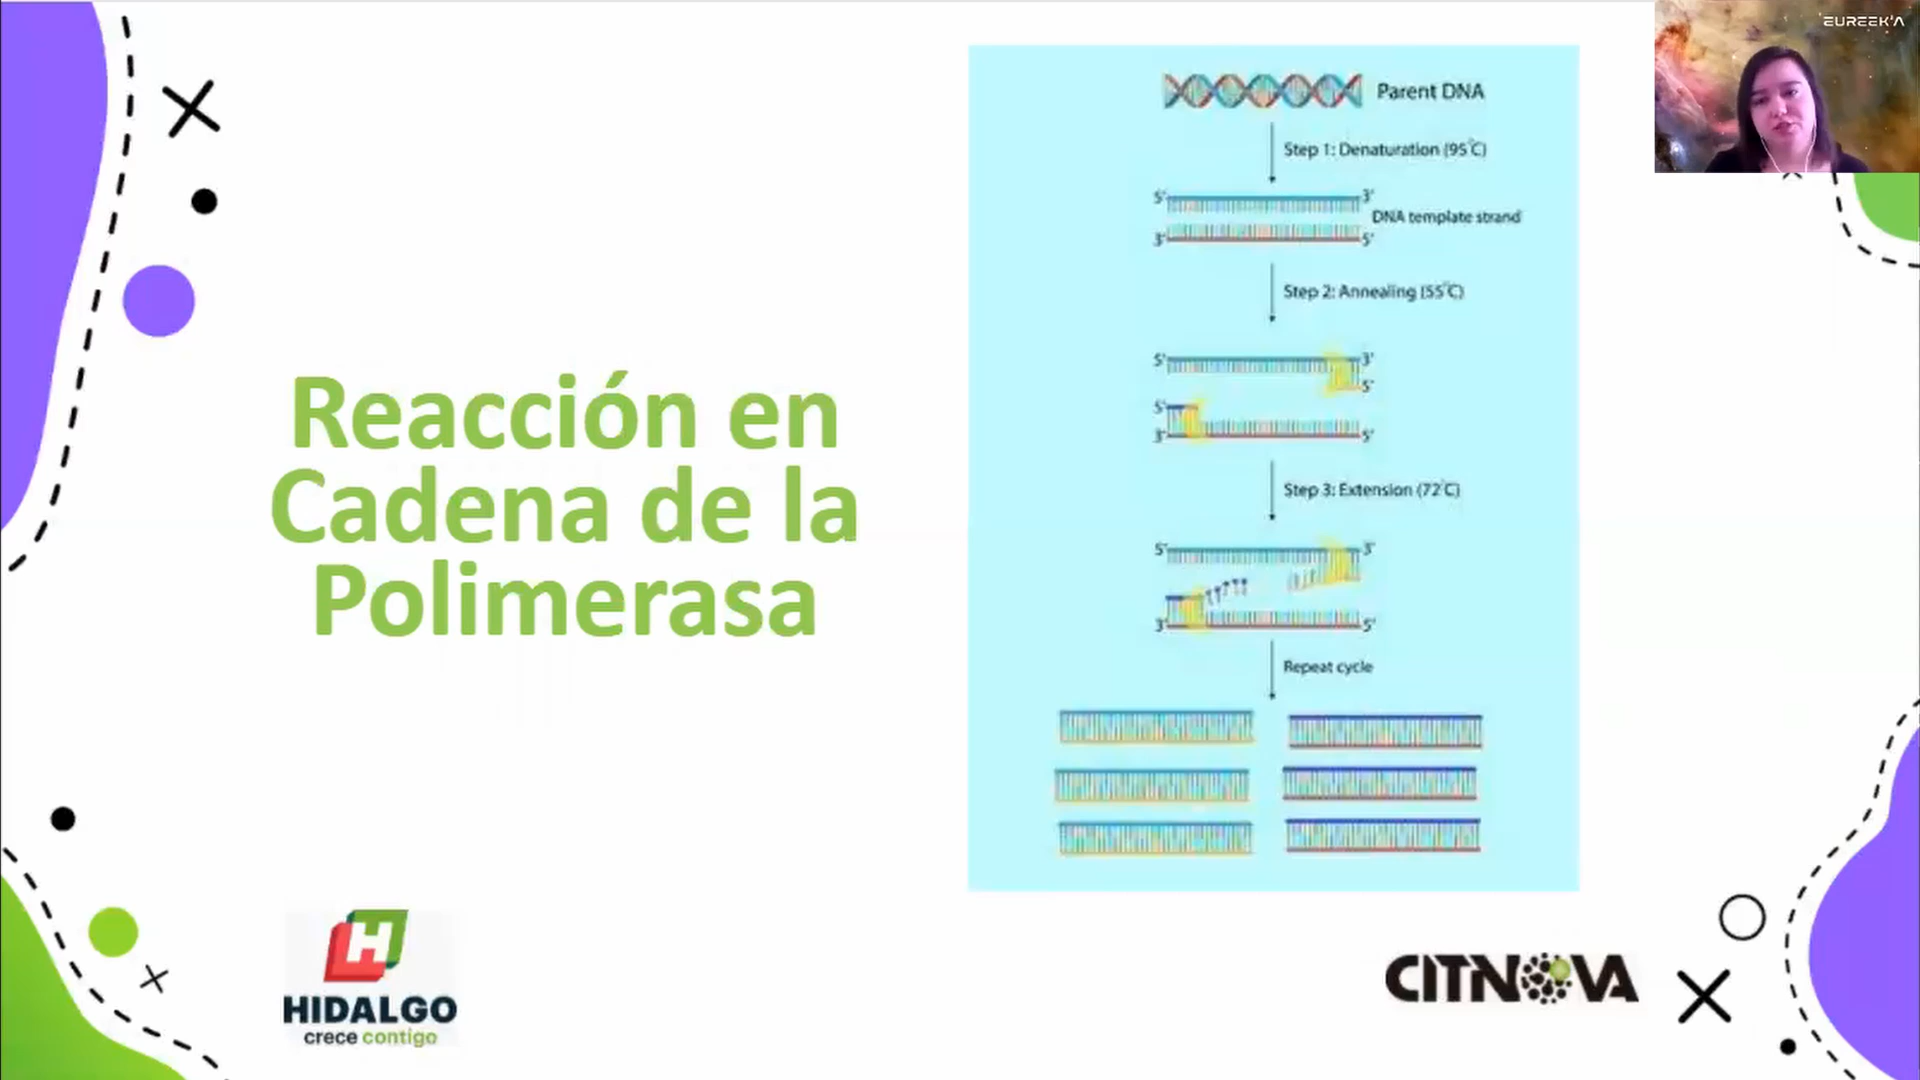 EUREEK'A
Parent DNA
Step 1: Denaturation (95°C)
5' 3'
DNA template strand
3' 5'
Step 2: Annealing (55°C)
5' 3'
5'
5'
3' 5'
Step 3: Extension (72°C)
5' 3'
3' 5'
Repeat cycle
Reacción en
Cadena de la
Polimerasa
HIDALGO
crece contigo
CITNOVA